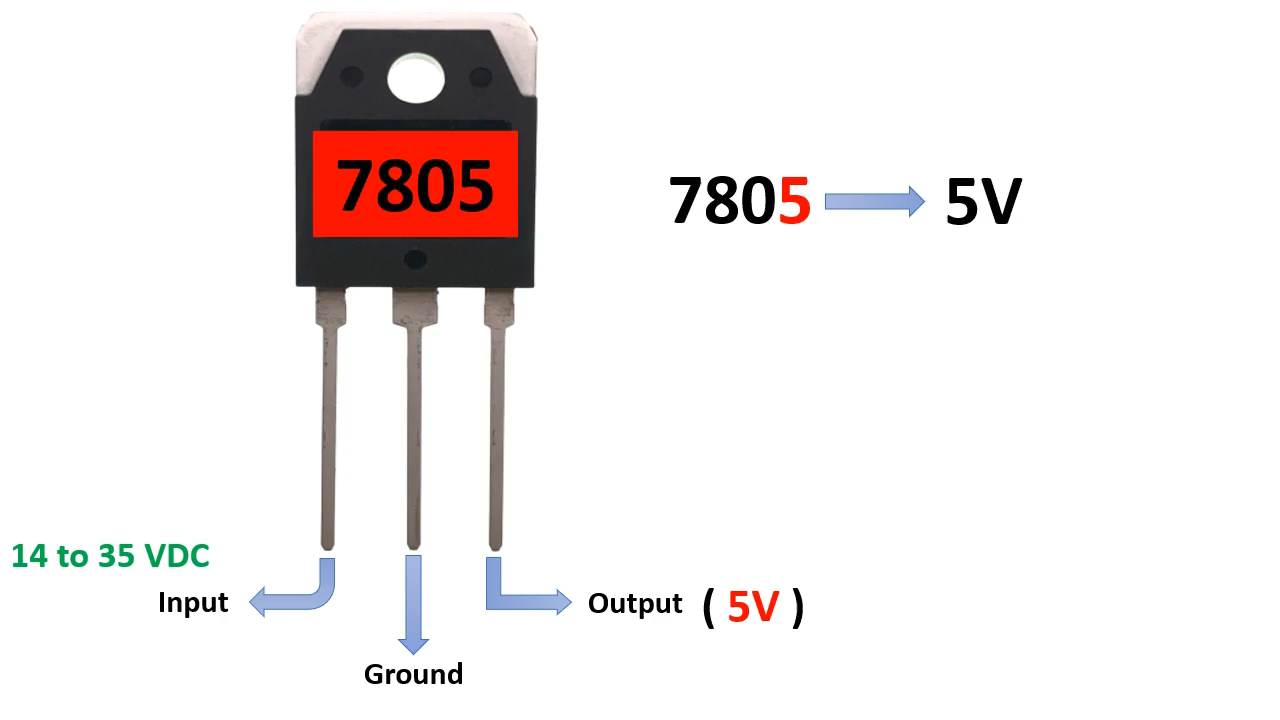 7805
7805 5V
14 to 35 VDC
Input
Output ( 5V )
Ground